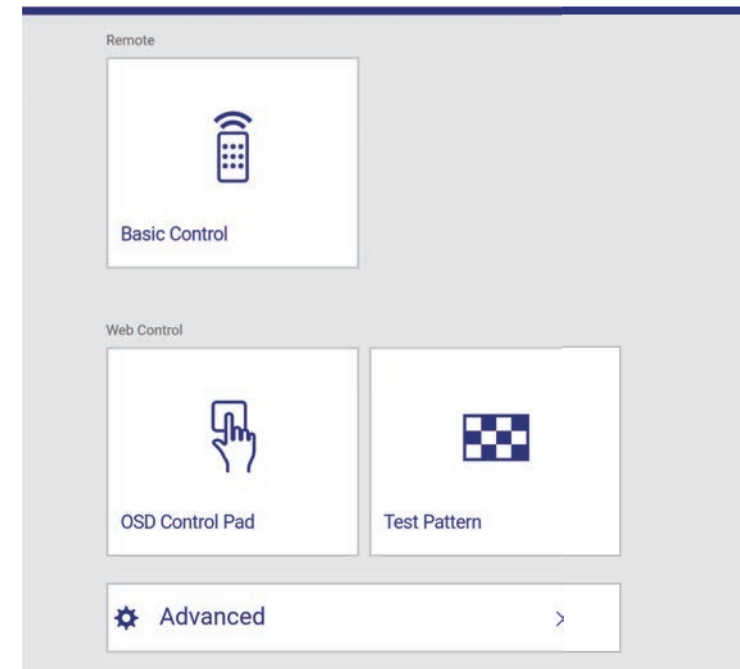 Remote
Basic Control
Web Control
OSD Control Pad
Test Pattern
Advanced